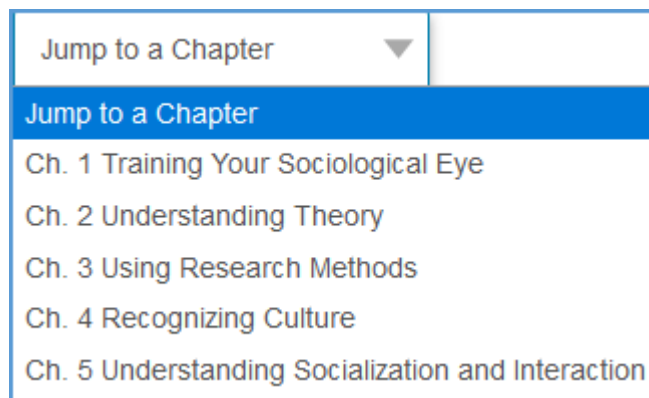 Jump to a Chapter
Jump to a Chapter
Ch. 1 Training Your Sociological Eye
Ch. 2 Understanding Theory
Ch. 3 Using Research Methods
Ch. 4 Recognizing Culture
Ch. 5 Understanding Socialization and Interaction